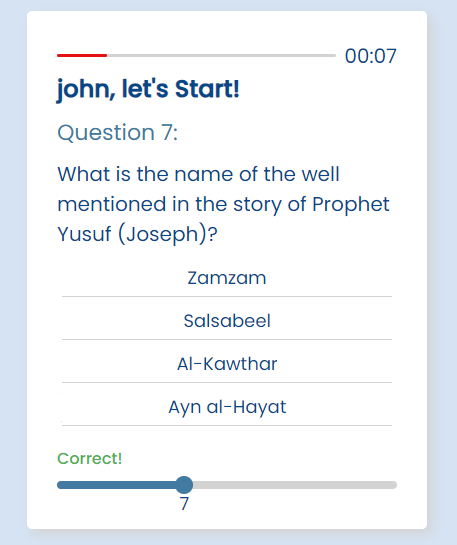 00:07
john, let's Start!
Question 7:
What is the name of the well
mentioned in the story of Prophet
Yusuf (Joseph)?
Zamzam
Salsabeel
Al-Kawthar
Ayn al-Hayat
Correct!
7